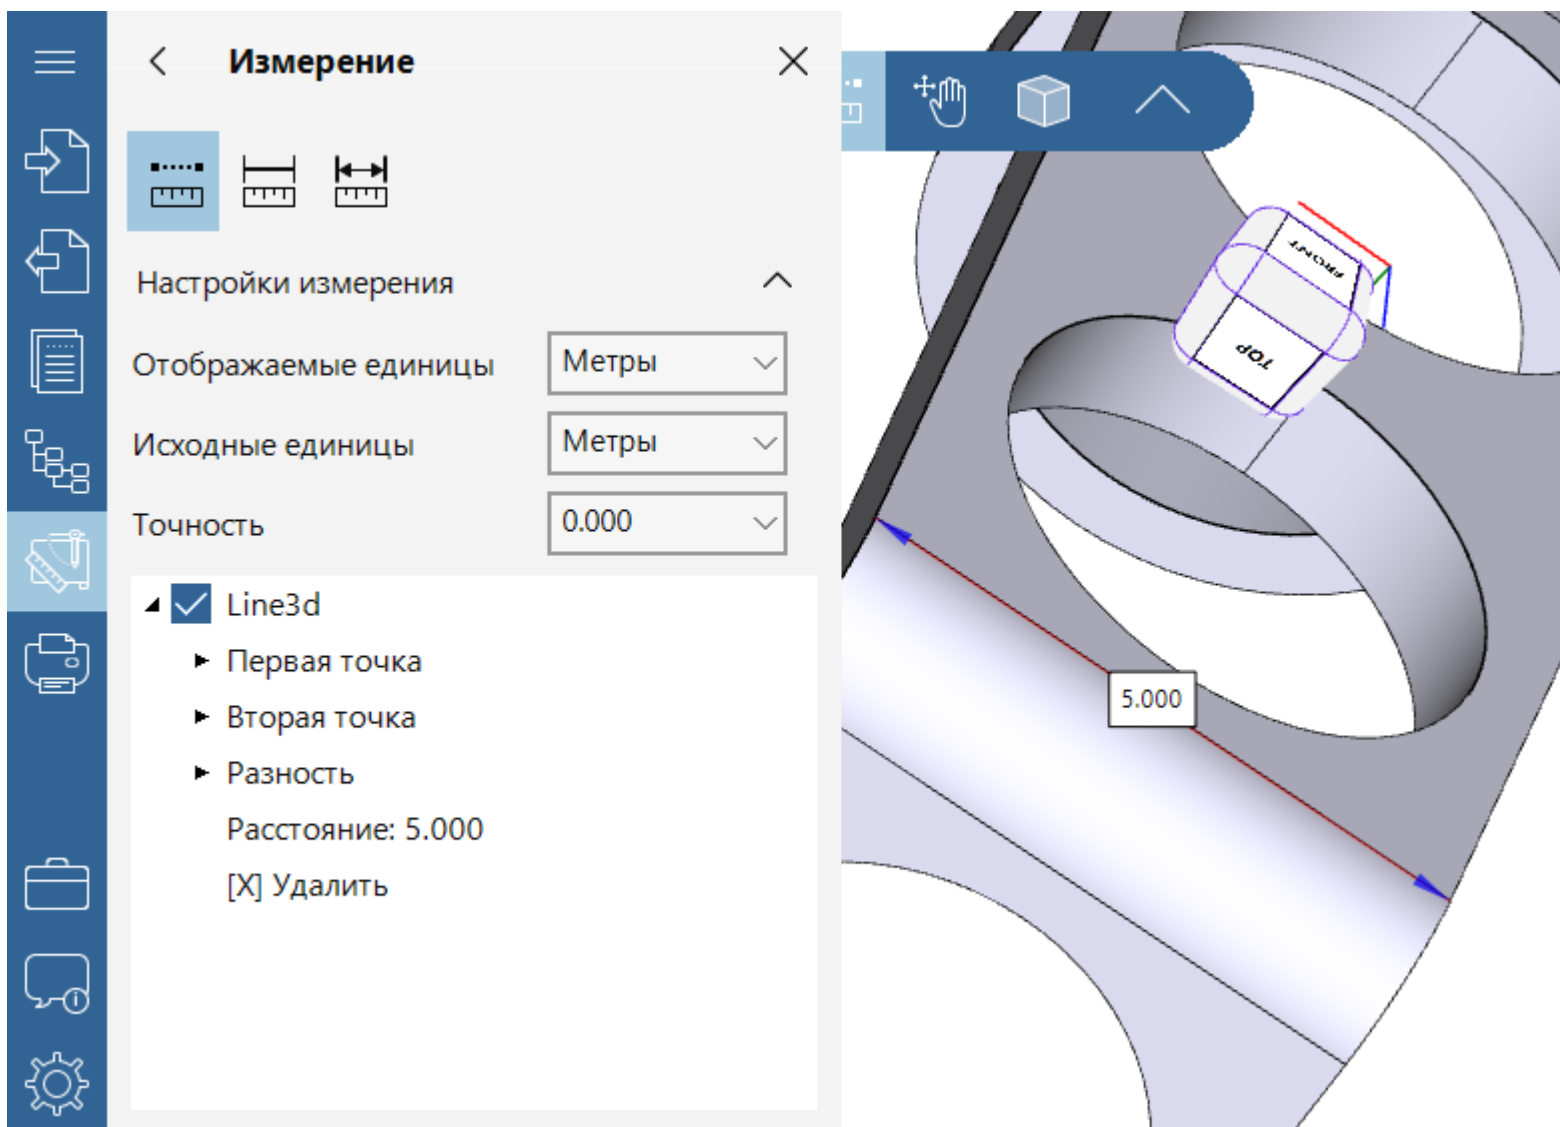 Измерение
Настройки измерения
Отображаемые единицы Метры
Исходные единицы Метры
Точность 0.000
Line3d
Первая точка
Вторая точка
Разность
Расстояние: 5.000
[X] Удалить
FRONT
TOP
5.000